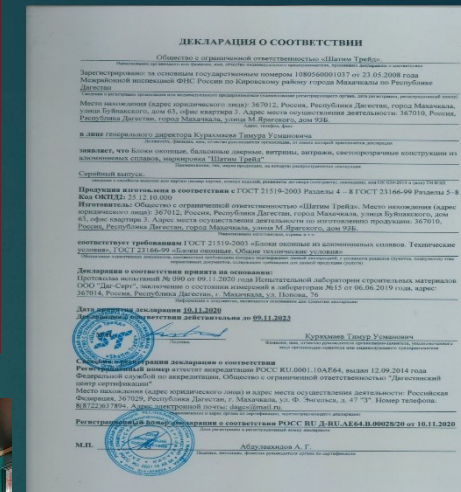 ДЕКЛАРАЦИЯ О СООТВЕТСТВИИ
Общество с ограниченной ответственностью «Шатим Трейд».
Зарегистрировано за основным государственным номером 1080560001037 от 23.05.2008 года
Межрайонной инспекцией ФНС России по Кировскому району города Махачкалы по Республике
Дагестан
Место нахождения (адрес юридического лица): 367012, Россия, Республика Дагестан, город Махачкала,
улица Буйнакского, дом 63, офис квартира 3. Адрес места осуществления деятельности: 367010, Россия,
Республика Дагестан, город Махачкала, улица М.Ярагского, дом 93Б.
в лице генерального директора Курахмаева Тимура Усмановича
заявляет, что Блоки оконные, балконные дверные, витрины, витражи, светопрозрачные конструкции из
алюминиевых сплавов, маркировка "Шатим Трейд"
Серийный выпуск.
Продукция изготовлена в соответствии с ГОСТ 21519-2003 Разделы 4 – 8 ГОСТ 23166-99 Разделы 5–8
Код ОКПД2: 25.12.10.000
Изготовитель: Общество с ограниченной ответственностью «Шатим Трейд». Место нахождения (адрес
юридического лица): 367012, Россия, Республика Дагестан, город Махачкала, улица Буйнакского, дом
63, офис квартира 3. Адрес места осуществления деятельности по изготовлению продукции: 367010,
Россия, Республика Дагестан, город Махачкала, улица М.Ярагского, дом 93Б.
соответствует требованиям ГОСТ 21519-2003 «Блоки оконные из алюминиевых сплавов. Технические
условия», ГОСТ 23166-99 «Блоки оконные. Общие технические условия»
Декларация о соответствии принята на основании:
Протокола испытаний № 090 от 09.11.2020 года Испытательной лаборатории строительных материалов
ООО "Даг-Серт", заключение о состоянии измерений в лаборатории №15 от 06.06.2019 года, адрес:
367014, Россия, Республика Дагестан, г. Махачкала, ул. Попова, 76
Дата принятия декларации 10.11.2020
Декларация о соответствии действительна до 09.11.2023
Курахмаев Тимур Усманович
Сведения о регистрации декларации о соответствии
Регистрационный номер аттестат аккредитации РОСС RU.0001.10АЕ64, выдан 12.09.2014 года
Федеральной службой по аккредитации, Общество с ограниченной ответственностью "Дагестанский
центр сертификации"
Место нахождения (адрес юридического лица) и адрес места осуществления деятельности: Российская
Федерация, 367029, Республика Дагестан, г. Махачкала, ул. Ф. Энгельса, д. 47 "З". Номер телефона:
8(8722)637894. Адрес электронной почты: dagcs@mail.ru.
Регистрационный номер декларации о соответствии РОСС RU Д-RU.АЕ64.В.00028/20 от 10.11.2020
М.П.
Абдулвахидов А. Г.